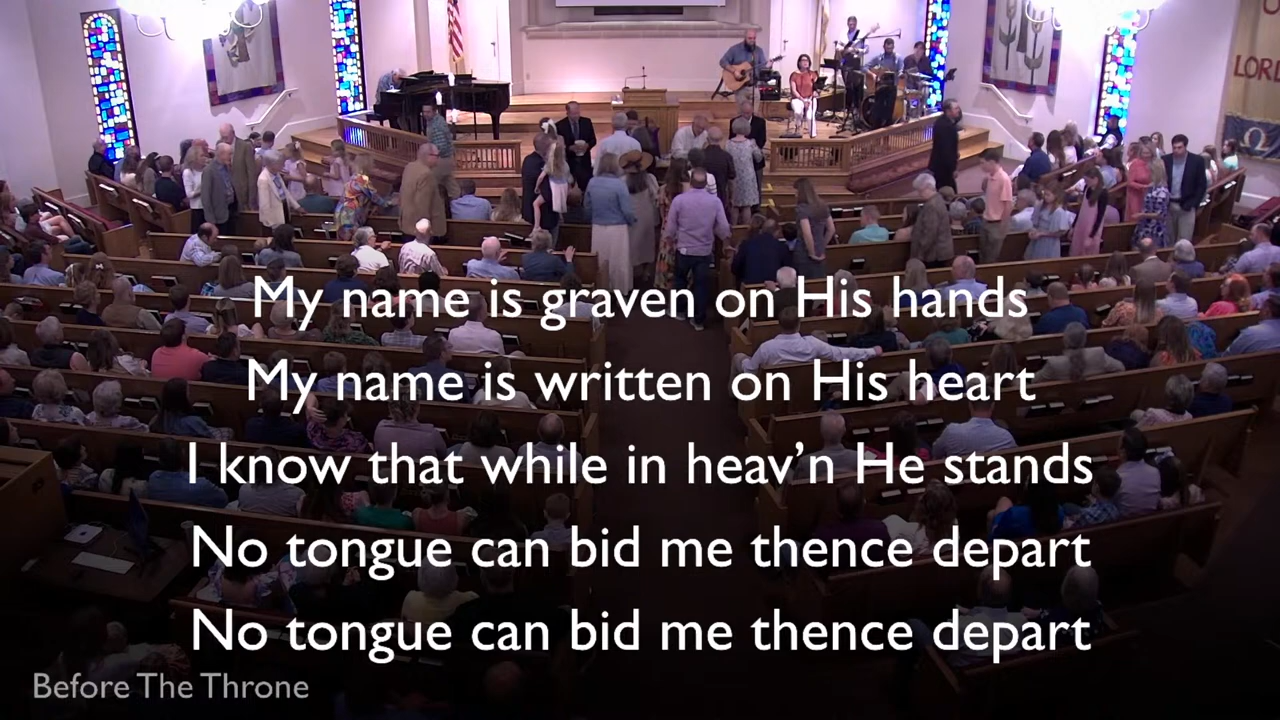 LORD
My name is graven on His hands
My name is written on His heart
I know that while in heav’n He stands
No tongue can bid me thence depart
No tongue can bid me thence depart
Before The Throne
Ω